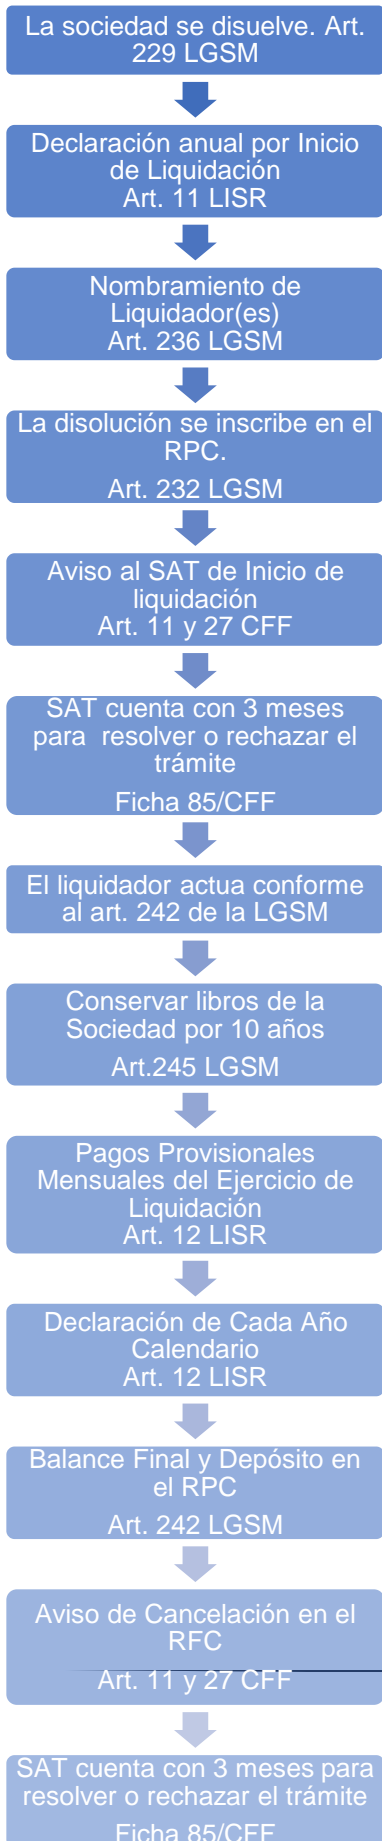 La sociedad se disuelve. Art.
229 LGSM
Declaración anual por Inicio
de Liquidación
Art. 11 LISR
Nombramiento de
Liquidador(es)
Art. 236 LGSM
La disolución se inscribe en el
RPC.
Art. 232 LGSM
Aviso al SAT de Inicio de
liquidación
Art. 11 y 27 CFF
SAT cuenta con 3 meses
para resolver o rechazar el
trámite
Ficha 85/CFF
El liquidador actua conforme
al art. 242 de la LGSM
Conservar libros de la
Sociedad por 10 años
Art.245 LGSM
Pagos Provisionales
Mensuales del Ejercicio de
Liquidación
Art. 12 LISR
Declaración de Cada Año
Calendario
Art. 12 LISR
Balance Final y Depósito en
el RPC
Art. 242 LGSM
Aviso de Cancelación en el
RFC
Art. 11 y 27 CFF
SAT cuenta con 3 meses para
resolver o rechazar el trámite
Ficha 85/CFF